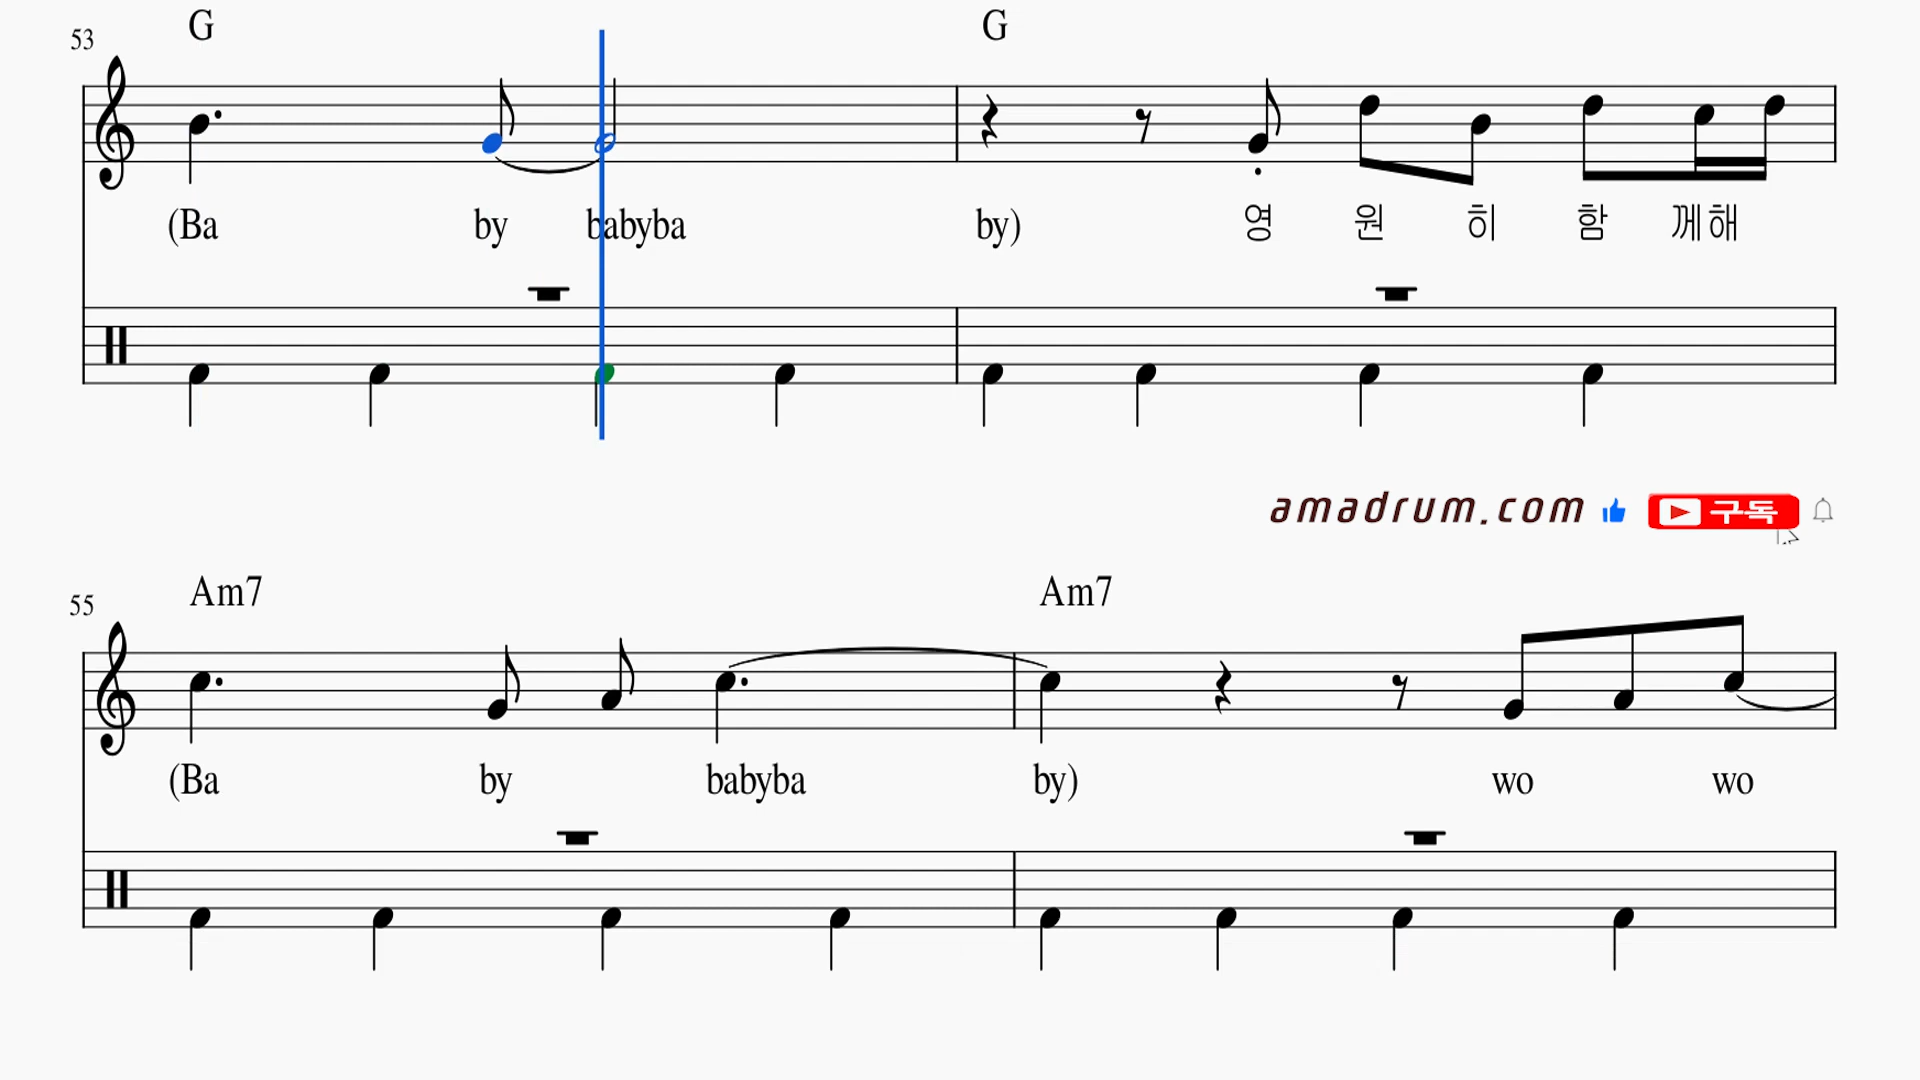 G G
53
(Ba by babyba by) 영 원 히 함 께해
amadrum.com 구독
Am7 Am7
55
(Ba by babyba by) wo wo